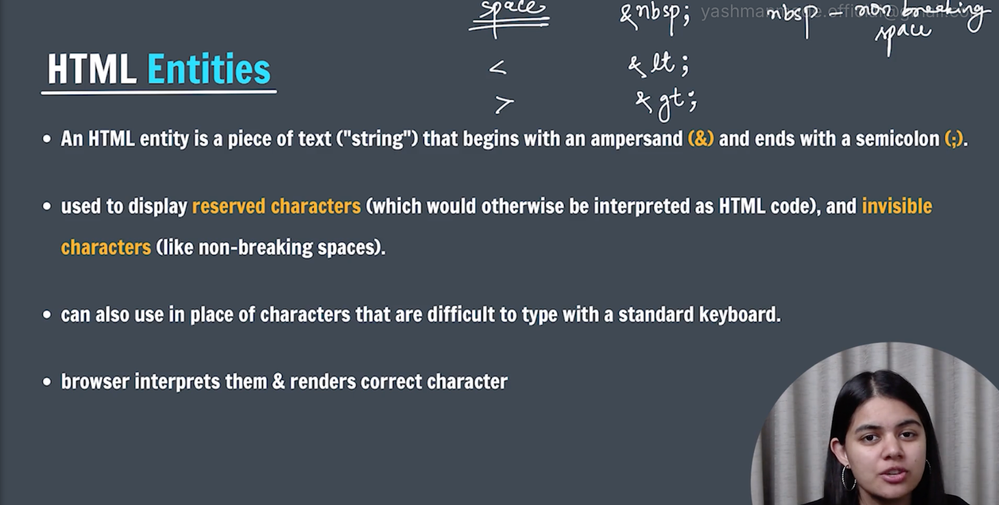 space &nbsp; nbsp - non breaking
space
< &lt;
HTML Entities
> &gt;
• An HTML entity is a piece of text ("string") that begins with an ampersand (&) and ends with a semicolon (;).
• used to display reserved characters (which would otherwise be interpreted as HTML code), and invisible
characters (like non-breaking spaces).
• can also use in place of characters that are difficult to type with a standard keyboard.
• browser interprets them & renders correct character